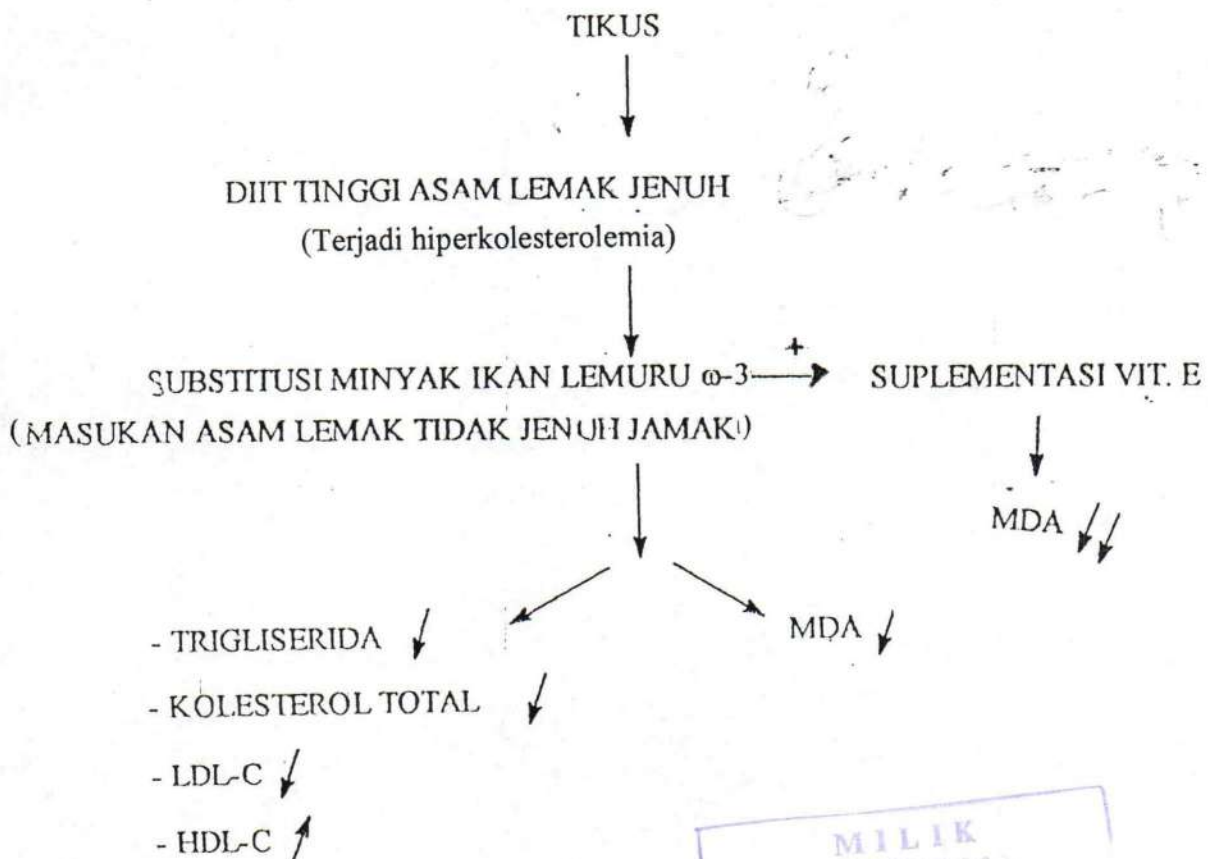 TIKUS
DIIT TINGGI ASAM LEMAK JENUH
(Terjadi hiperkolesterolemia)
SUBSTITUSI MINYAK IKAN LEMURU ω-3 + SUPLEMENTASI VIT. E
(MASUKAN ASAM LEMAK TIDAK JENUH JAMAK)
MDA
- TRIGLISERIDA MDA
- KOLESTEROL TOTAL
- LDL-C
- HDL-C
MILIK